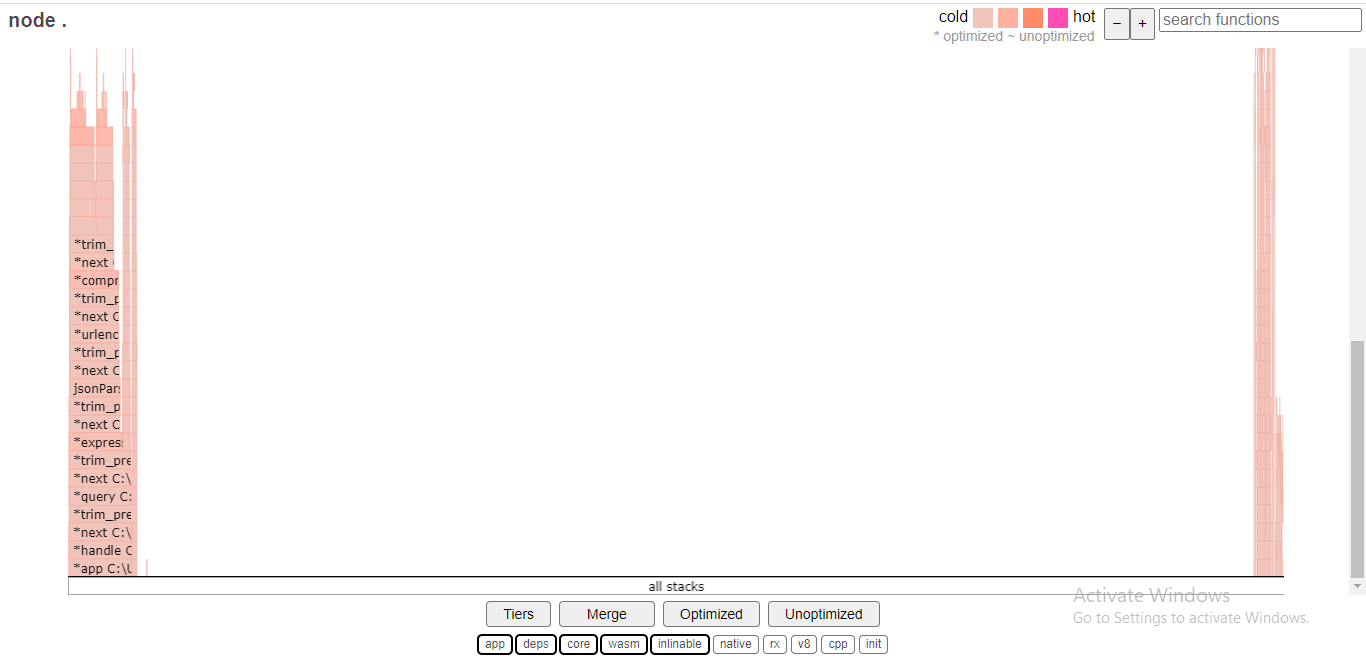 node .
cold hot
* optimized ~ unoptimized
− +
search functions
*trim_
*next
*compr
*trim_p
*next C
*urlenc
*trim_p
*next C
jsonPars
*trim_p
*next C
*express
*trim_pre
*next C:\
*query C:
*trim_pre
*next C:\
*handle C
*app C:\U
all stacks
Activate Windows
Go to Settings to activate Windows.
Tiers Merge Optimized Unoptimized
app deps core wasm inlinable native rx v8 cpp init